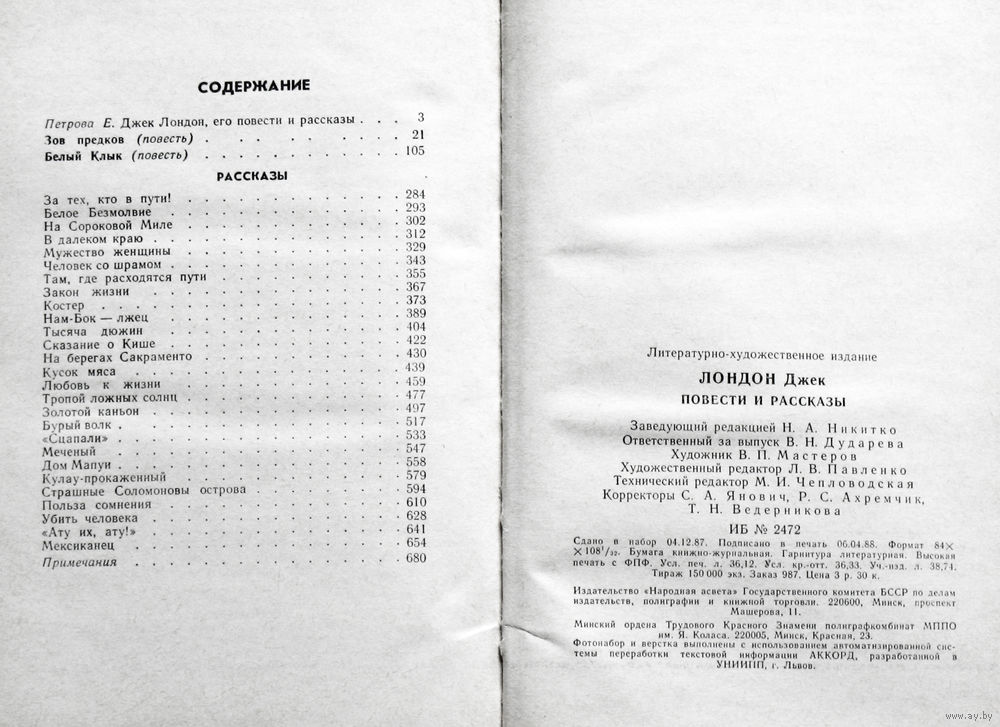 СОДЕРЖАНИЕ
Петрова Е. Джек Лондон, его повести и рассказы . . . 3
Зов предков (повесть) . . . . . . . . . . 21
Белый Клык (повесть) . . . . . . . . . . . . 105
РАССКАЗЫ
За тех, кто в пути! . . . . . . . . . . . . . 284
Белое Безмолвие . . . . . . . . . . . . . . 293
На Сороковой Миле . . . . . . . . . . . . . 302
В далеком краю . . . . . . . . . . . . . . . 312
Мужество женщины . . . . . . . . . . . . . 329
Человек со шрамом . . . . . . . . . . . . . . 343
Там, где расходятся пути . . . . . . . . . . . 355
Закон жизни . . . . . . . . . . . . . . . 367
Костер . . . . . . . . . . . . . . . . . . 373
Нам-Бок — лжец . . . . . . . . . . . . . . 389
Тысяча дюжин . . . . . . . . . . . . . . . 404
Сказание о Кише . . . . . . . . . . . . . . 422
На берегах Сакраменто . . . . . . . . . . . . 430
Кусок мяса . . . . . . . . . . . . . . . . 439
Любовь к жизни . . . . . . . . . . . . . . 459
Тропой ложных солнц . . . . . . . . . . . . . 477
Золотой каньон . . . . . . . . . . . . . . . 497
Бурый волк . . . . . . . . . . . . . . . . . 517
«Сцапали» . . . . . . . . . . . . . . . . . 533
Меченый . . . . . . . . . . . . . . . . . 547
Дом Мапуи . . . . . . . . . . . . . . . . . 558
Кулау-прокаженный . . . . . . . . . . . . . 579
Страшные Соломоновы острова . . . . . . . . . 594
Польза сомнения . . . . . . . . . . . . . . 610
Убить человека . . . . . . . . . . . . . . . 628
«Ату их, ату!» . . . . . . . . . . . . . . . 641
Мексиканец . . . . . . . . . . . . . . . . 654
Примечания . . . . . . . . . . . . . . . . 680
Литературно-художественное издание
ЛОНДОН Джек
ПОВЕСТИ И РАССКАЗЫ
Заведующий редакцией Н. А. Никитко
Ответственный за выпуск В. Н. Дударева
Художник В. П. Мастеров
Художественный редактор Л. В. Павленко
Технический редактор М. И. Чепловодская
Корректоры С. А. Янович, Р. С. Ахремчик,
Т. Н. Ведерникова
ИБ № 2472
Сдано в набор 04.12.87. Подписано в печать 06.04.88. Формат 84×
×108¹/₃₂. Бумага книжно-журнальная. Гарнитура литературная. Высокая
печать с ФПФ. Усл. печ. л. 36,12. Усл. кр.-отт. 36,33. Уч.-изд. л. 38,74.
Тираж 150 000 экз. Заказ 987. Цена 3 р. 30 к.
Издательство «Народная асвета» Государственного комитета БССР по делам
издательств, полиграфии и книжной торговли. 220600, Минск, проспект
Машерова, 11.
Минский ордена Трудового Красного Знамени полиграфкомбинат МППО
им. Я. Коласа. 220005, Минск, Красная, 23.
Фотонабор и верстка выполнены с использованием автоматизированной сис-
темы переработки текстовой информации АККОРД, разработанной в
УНИИПП, г. Львов.
www.ay.by